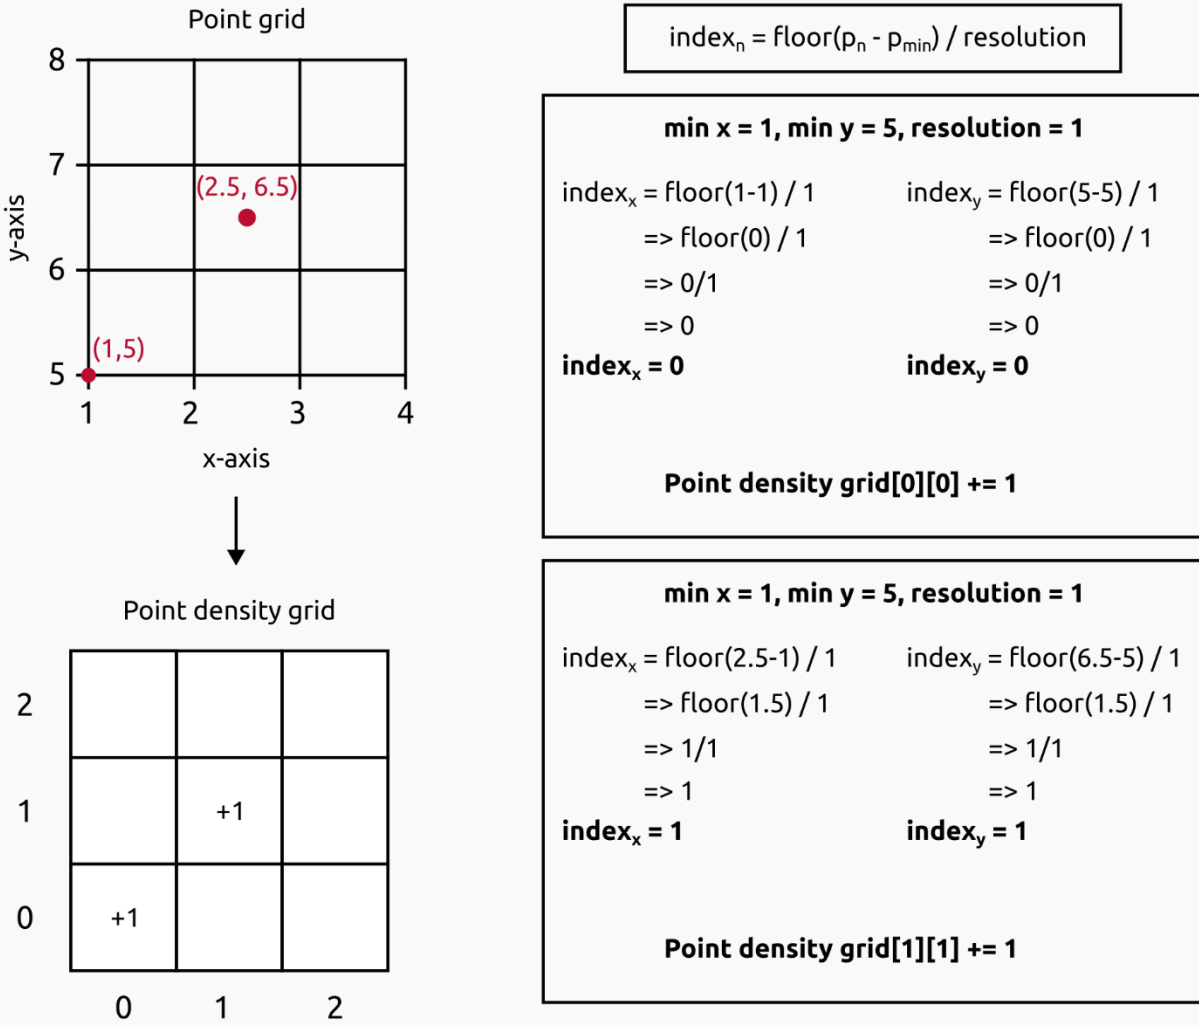 Point grid
8
7
6
5
y-axis
(2.5, 6.5)
(1,5)
1 2 3 4
x-axis
Point density grid
2
1 +1
0 +1
0 1 2
indexₙ = floor(pₙ - pmin) / resolution
min x = 1, min y = 5, resolution = 1
indexₓ = floor(1-1) / 1
=> floor(0) / 1
=> 0/1
=> 0
indexₓ = 0
indexy = floor(5-5) / 1
=> floor(0) / 1
=> 0/1
=> 0
indexy = 0
Point density grid[0][0] += 1
min x = 1, min y = 5, resolution = 1
indexₓ = floor(2.5-1) / 1
=> floor(1.5) / 1
=> 1/1
=> 1
indexₓ = 1
indexy = floor(6.5-5) / 1
=> floor(1.5) / 1
=> 1/1
=> 1
indexy = 1
Point density grid[1][1] += 1